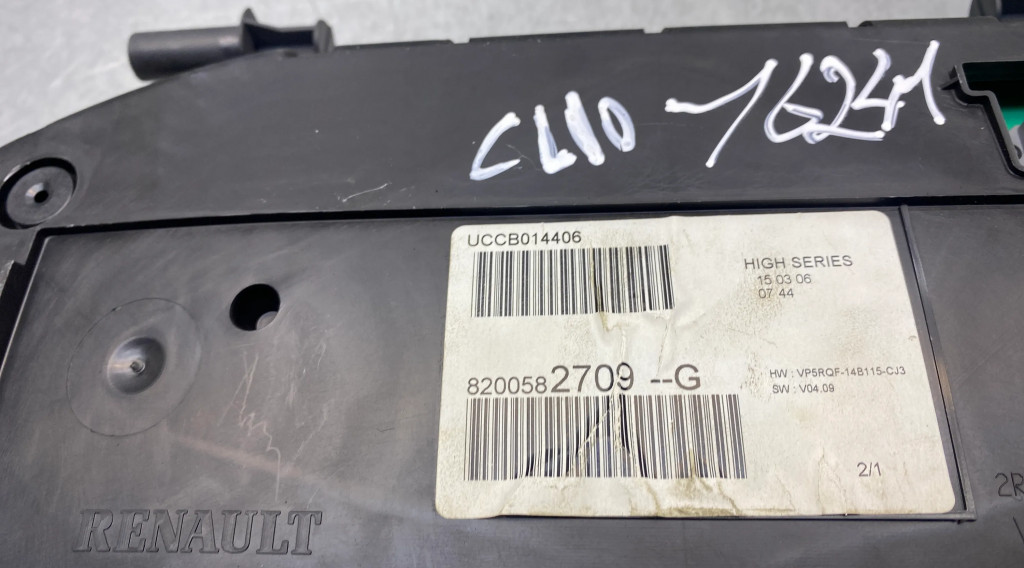 CLIO -1624M
UCCB014406
HIGH SERIES
15 03 06
07 44
8200582709 --G
HW : VP5RQF-14B115-CJ3
SW : V04.09
2/1
RENAULT